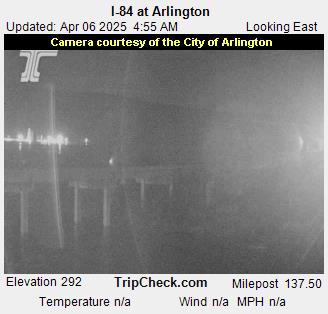 I-84 at Arlington
Updated: Apr 06 2025 4:55 AM Looking East
Camera courtesy of the City of Arlington
Elevation 292 TripCheck.com Milepost 137.50
Temperature n/a Wind n/a MPH n/a